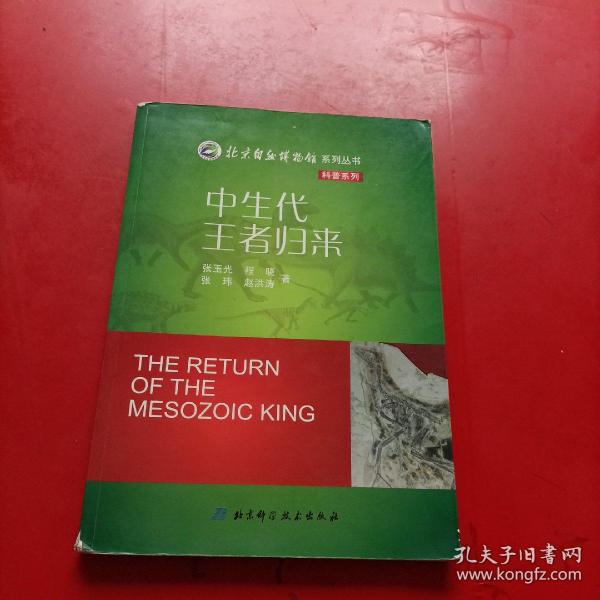 北京自然博物馆 系列丛书
科普系列
中生代
王者归来
张玉光 程晓
张玮 赵洪涛 著
THE RETURN
OF THE
MESOZOIC KING
北京科学技术出版社
孔夫子旧书网
www.kongfz.com